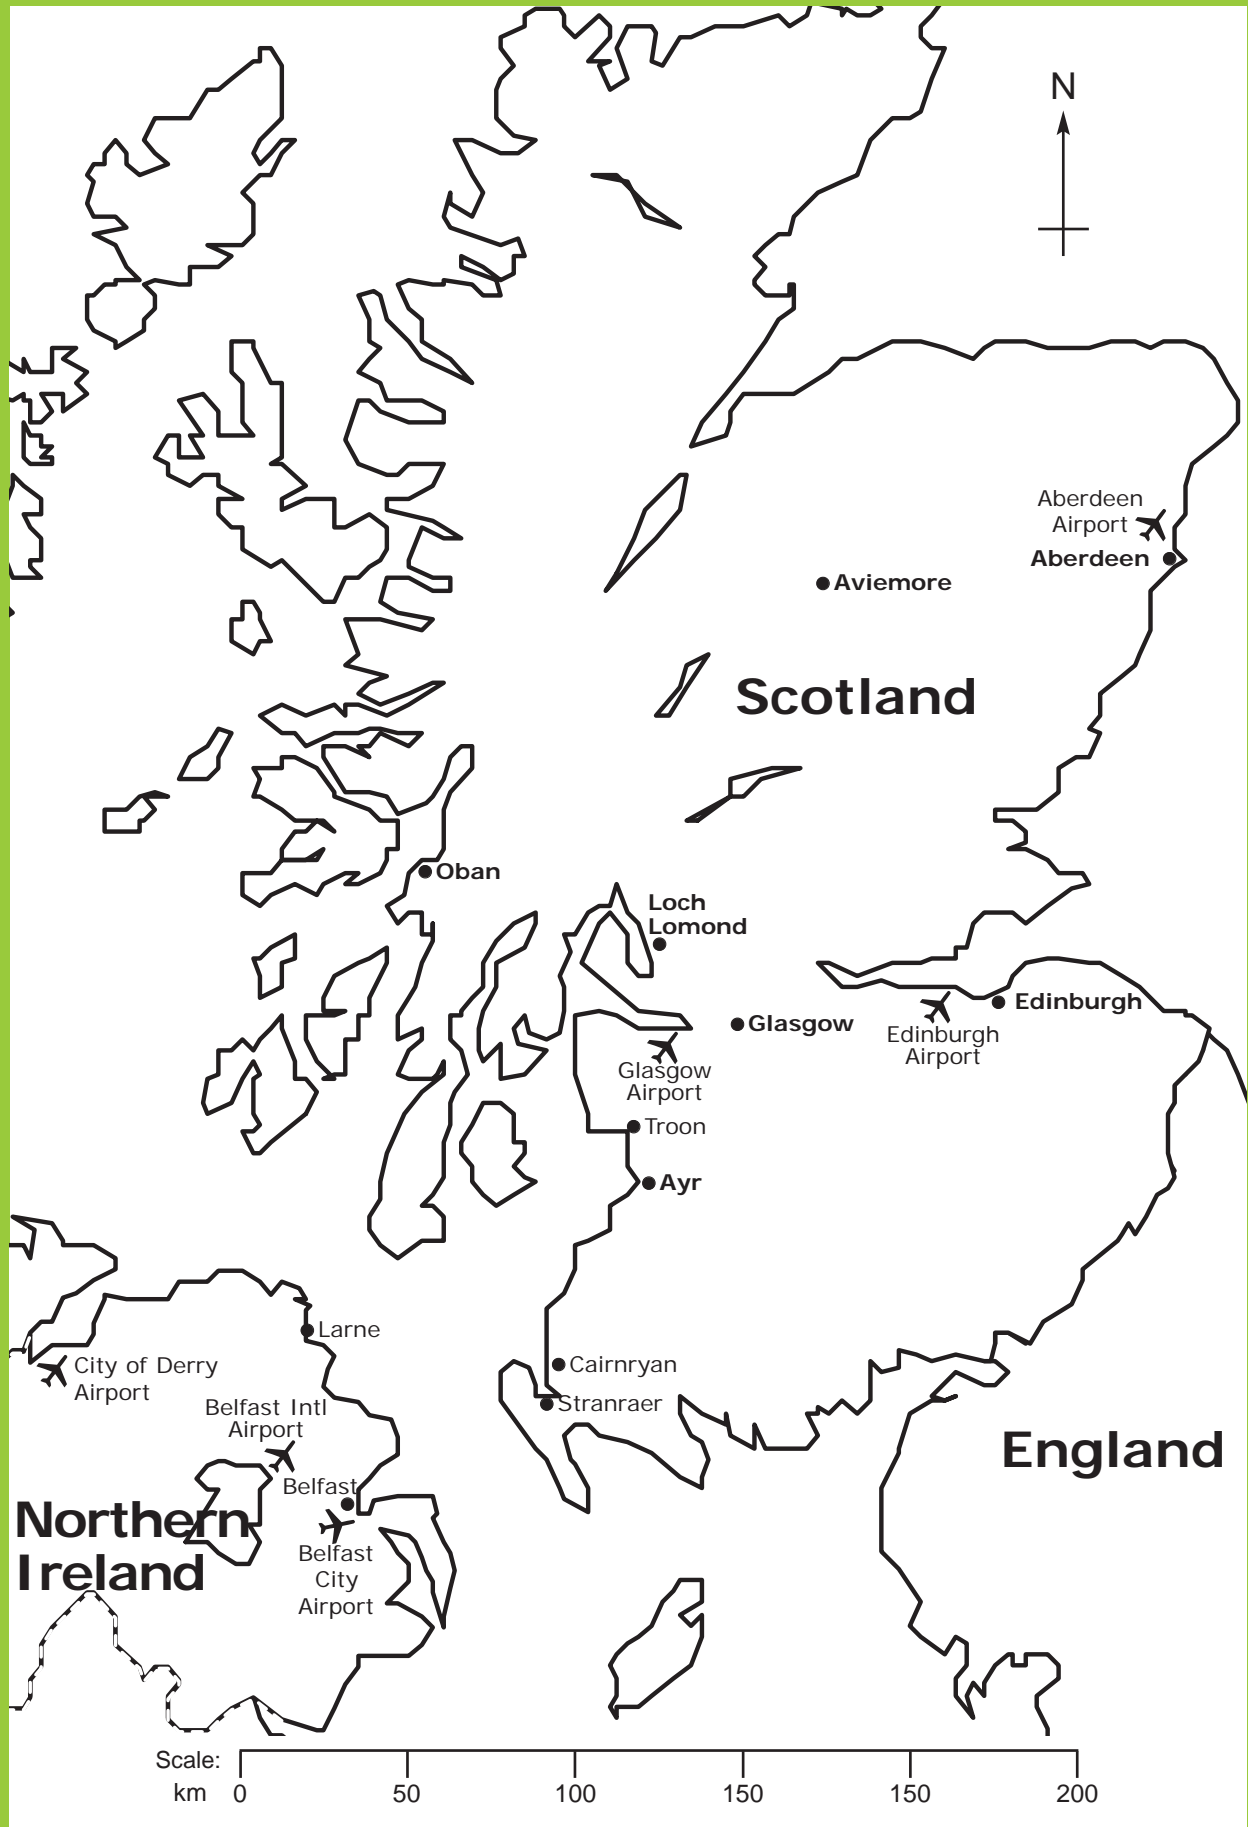 N
Aberdeen
Airport
Aberdeen
Aviemore
Scotland
Oban
Loch
Lomond
Edinburgh
Glasgow
Edinburgh
Airport
Glasgow
Airport
Troon
Ayr
Larne
Cairnryan
City of Derry
Airport
Stranraer
Belfast Intl
Airport
England
Belfast
Northern
Ireland
Belfast
City
Airport
Scale:
km 0 50 100 150 200